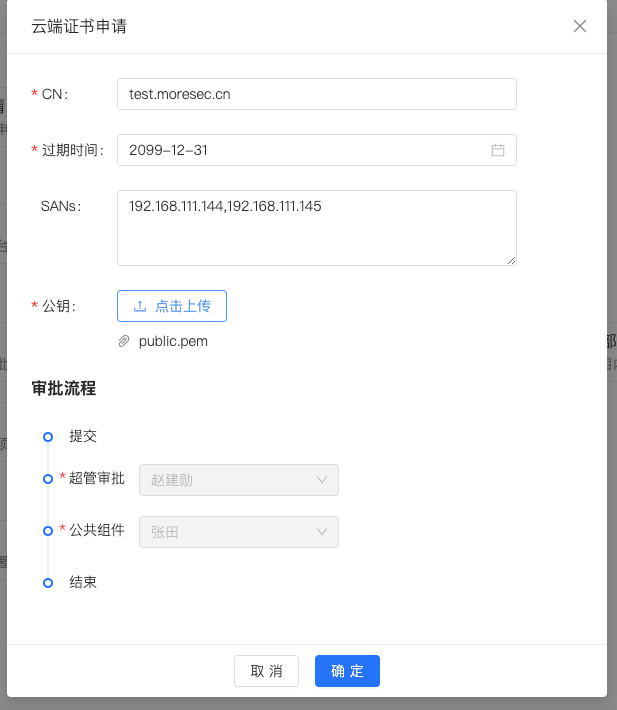 云端证书申请
* CN：
test.moresec.cn
* 过期时间：
2099-12-31
SANs：
192.168.111.144,192.168.111.145
* 公钥：
点击上传
public.pem
审批流程
提交
* 超管审批
赵建勋
* 公共组件
张田
结束
取 消
确 定